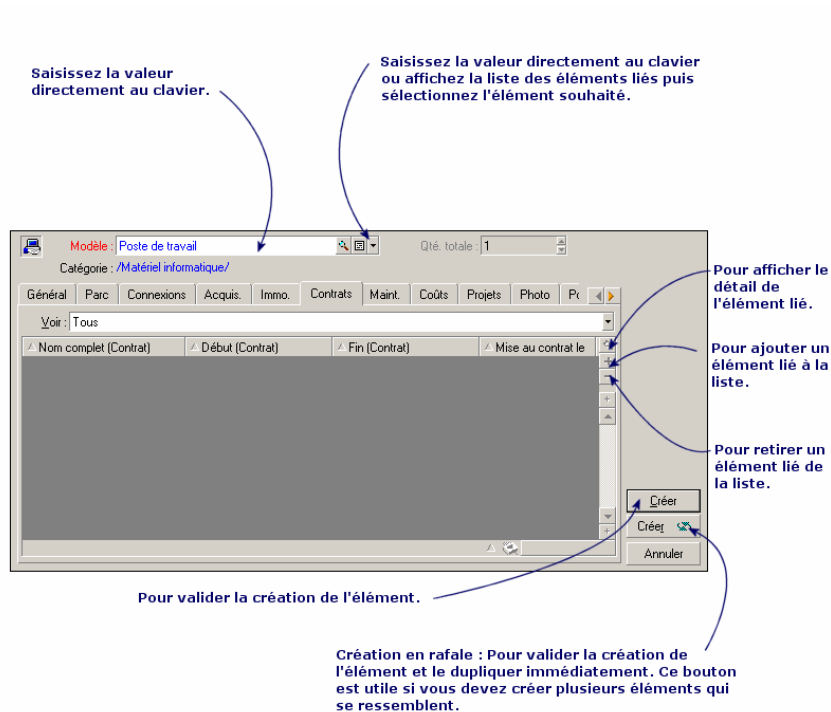 Saisissez la valeur
directement au clavier.
Saisissez la valeur directement au clavier
ou affichez la liste des éléments liés puis
sélectionnez l'élément souhaité.
Modèle : Poste de travail
Qté. totale : 1
Catégorie : /Matériel informatique/
Général Parc Connexions Acquis. Immo. Contrats Maint. Coûts Projets Photo
Voir : Tous
Nom complet (Contrat) Début (Contrat) Fin (Contrat) Mise au contrat le
Pour afficher le
détail de
l'élément lié.
Pour ajouter un
élément lié à la
liste.
Pour retirer un
élément lié de
la liste.
Créer
Créer
Annuler
Pour valider la création de l'élément.
Création en rafale : Pour valider la création de
l'élément et le dupliquer immédiatement. Ce bouton
est utile si vous devez créer plusieurs éléments qui
se ressemblent.